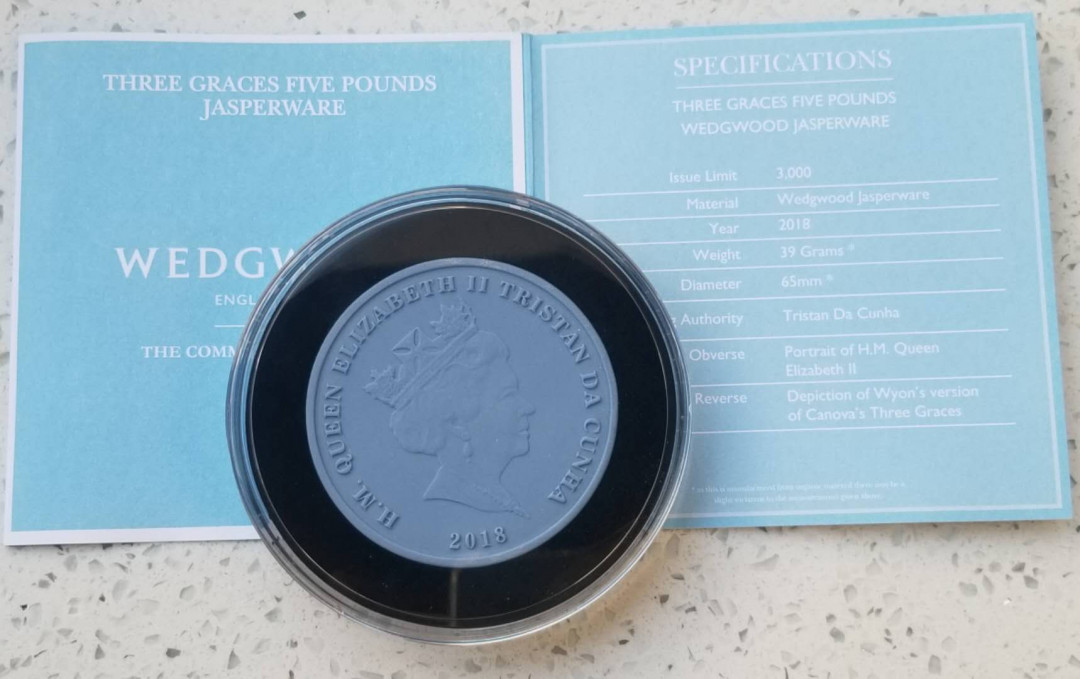 THREE GRACES FIVE POUNDS
JASPERWARE
WEDGW
ENGL
THE COMM
H.M. QUEEN ELIZABETH II TRISTAN DA CUNHA
2018
SPECIFICATIONS
THREE GRACES FIVE POUNDS
WEDGWOOD JASPERWARE
Issue Limit 3,000
Material Wedgwood Jasperware
Year 2018
Weight 39 Grams *
Diameter 65mm *
Authority Tristan Da Cunha
Obverse Portrait of H.M. Queen
Elizabeth II
Reverse Depiction of Wyon's version
of Canova's Three Graces